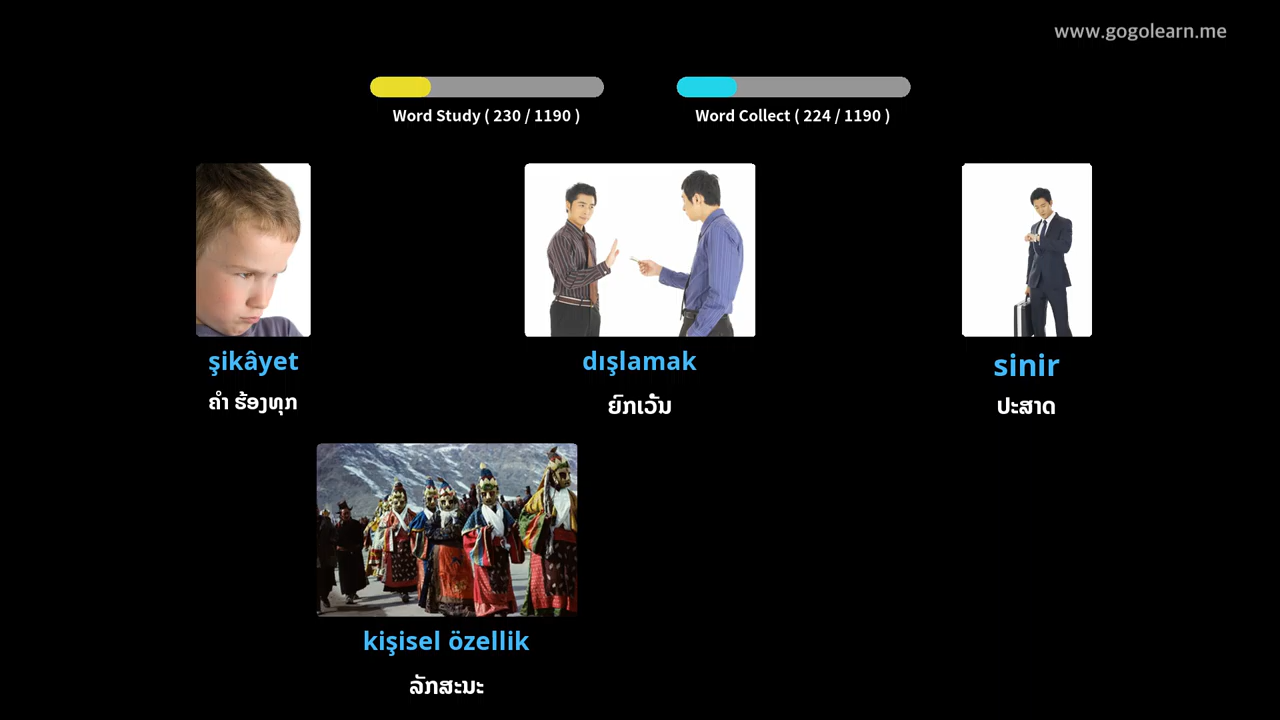 www.gogolearn.me
Word Study ( 230 / 1190 )
Word Collect ( 224 / 1190 )
şikâyet
dışlamak
sinir
ຄຳ ຮ້ອງທຸກ
ຍົກເວັ້ນ
ປະສາດ
kişisel özellik
ລັກສະນະ